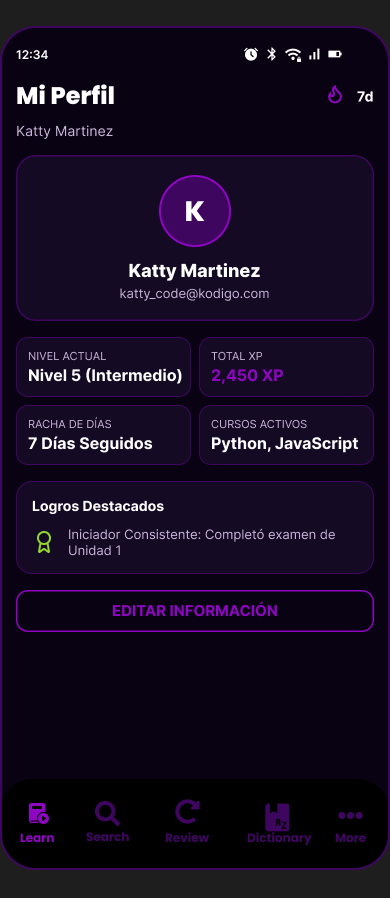 12:34
Mi Perfil
7d
Katty Martinez
K
Katty Martinez
katty_code@kodigo.com
NIVEL ACTUAL
Nivel 5 (Intermedio)
TOTAL XP
2,450 XP
RACHA DE DÍAS
7 Días Seguidos
CURSOS ACTIVOS
Python, JavaScript
Logros Destacados
Iniciador Consistente: Completó examen de
Unidad 1
EDITAR INFORMACIÓN
Learn
Search
Review
Dictionary
More